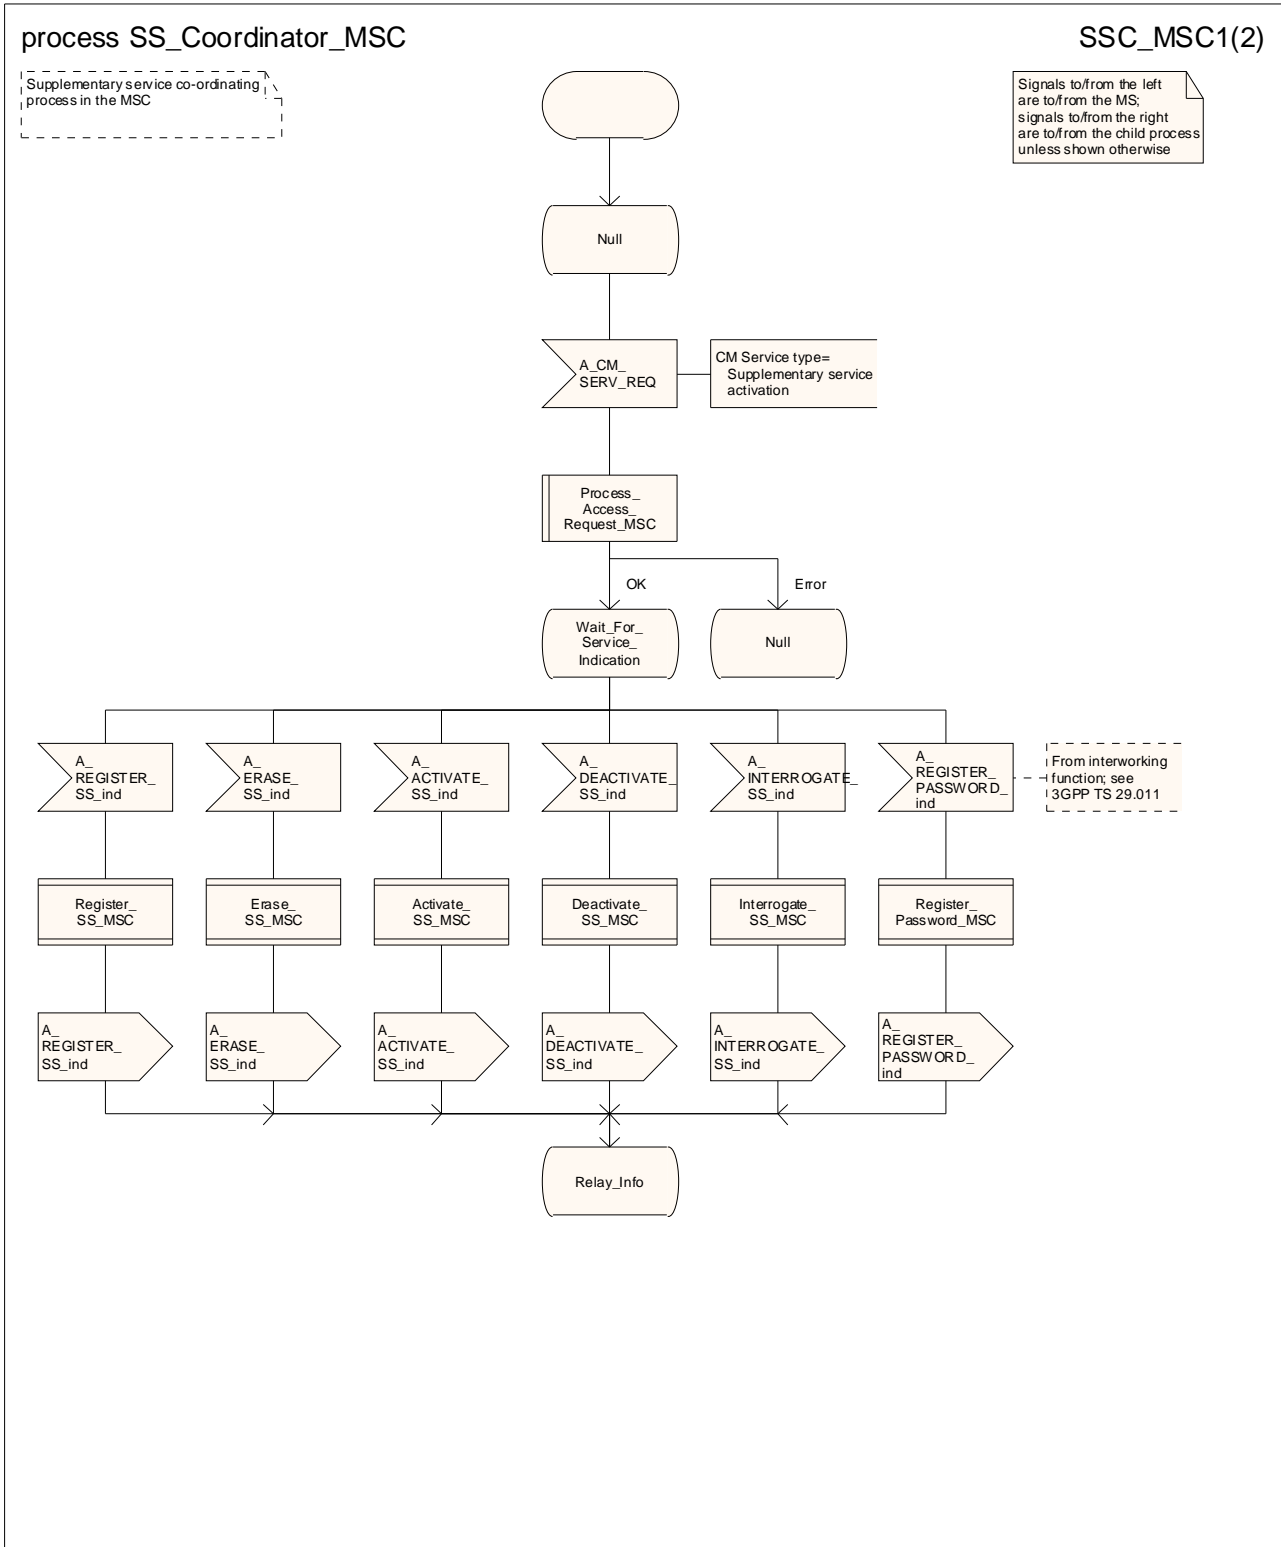 process SS_Coordinator_MSC
SSC_MSC1(2)
Supplementary service co-ordinating
process in the MSC
Signals to/from the left
are to/from the MS;
signals to/from the right
are to/from the child process
unless shown otherwise
Null
A_CM_
SERV_REQ
CM Service type=
Supplementary service
activation
Process_
Access_
Request_MSC
OK
Error
Wait_For_
Service_
Indication
Null
A_
REGISTER_
SS_ind
A_
ERASE_
SS_ind
A_
ACTIVATE_
SS_ind
A_
DEACTIVATE_
SS_ind
A_
INTERROGATE_
SS_ind
A_
REGISTER_
PASSWORD_
ind
From interworking
function; see
3GPP TS 29.011
Register_
SS_MSC
Erase_
SS_MSC
Activate_
SS_MSC
Deactivate_
SS_MSC
Interrogate_
SS_MSC
Register_
Password_MSC
A_
REGISTER_
SS_ind
A_
ERASE_
SS_ind
A_
ACTIVATE_
SS_ind
A_
DEACTIVATE_
SS_ind
A_
INTERROGATE_
SS_ind
A_
REGISTER_
PASSWORD_
ind
Relay_Info